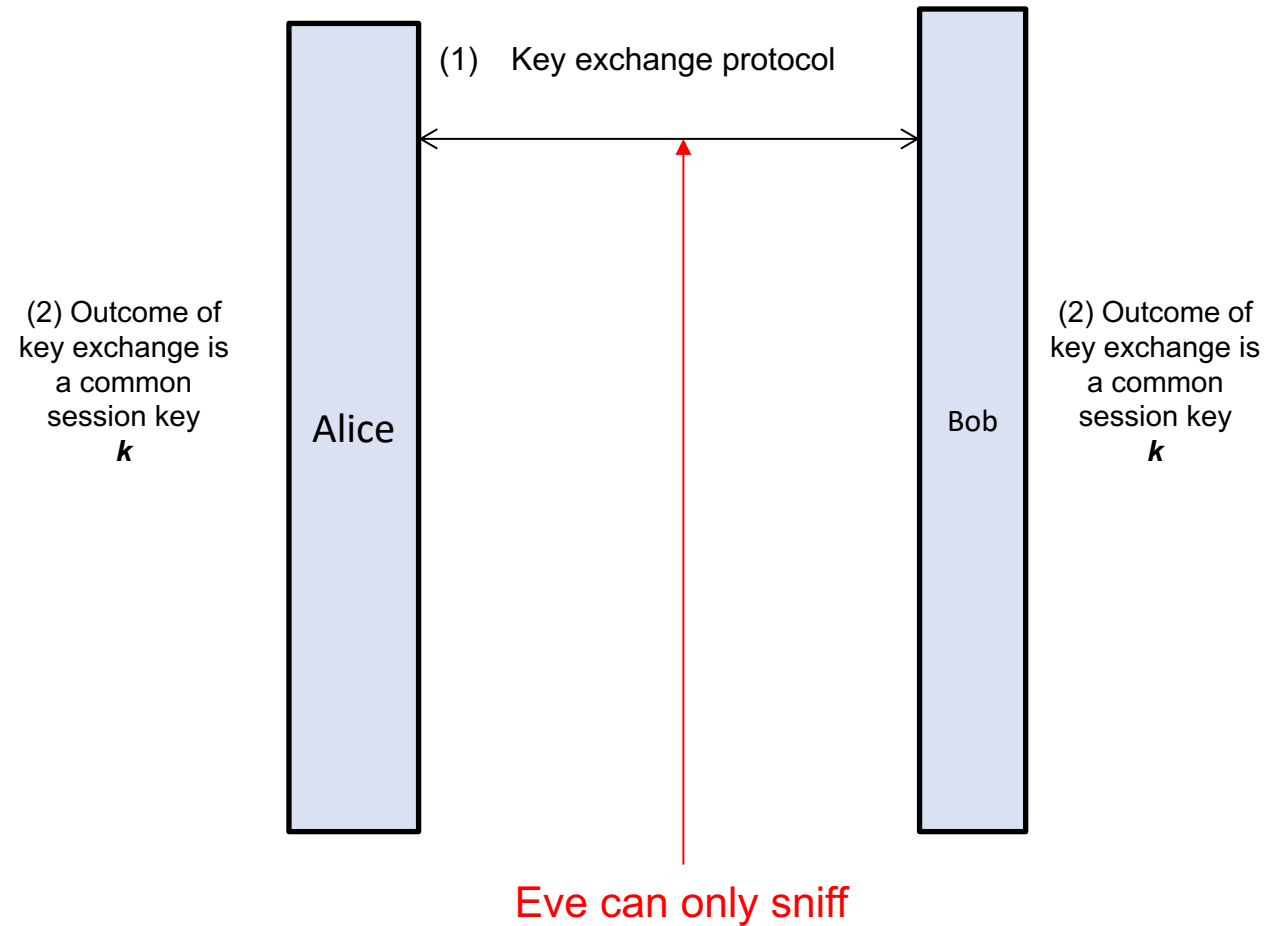 (1) Key exchange protocol
(2) Outcome of
key exchange is
a common
session key
k
Alice
Bob
(2) Outcome of
key exchange is
a common
session key
k
Eve can only sniff